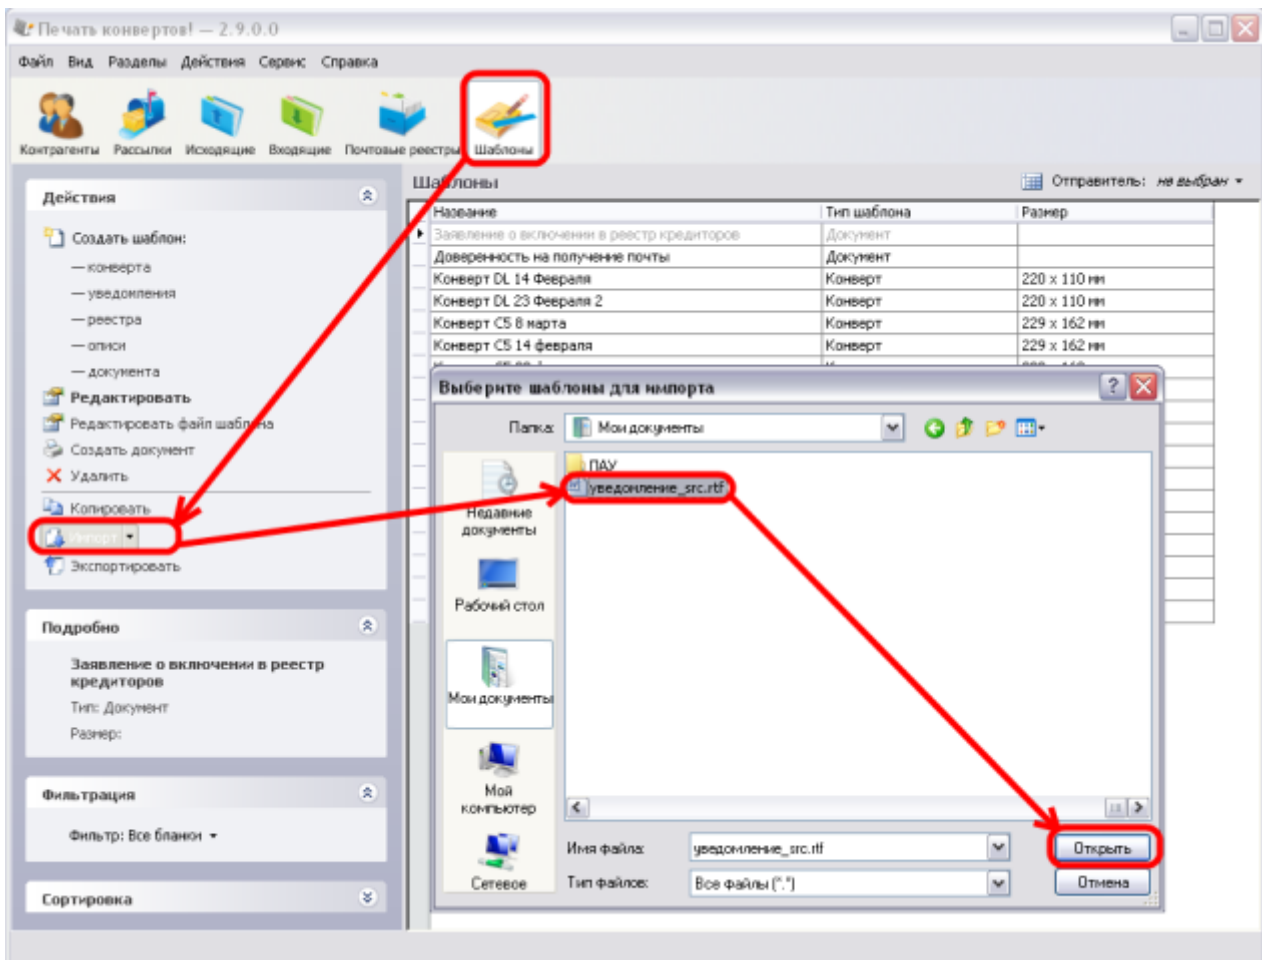 Печать конвертов! — 2.9.0.0
Файл Вид Разделы Действия Сервис Справка
Контрагенты Рассылки Исходящие Входящие Почтовые реестры Шаблоны
Действия
Создать шаблон:
— конверта
— уведомления
— реестра
— описи
— документа
Редактировать
Редактировать файл шаблона
Создать документ
Удалить
Копировать
Импорт
Экспортировать
Подробно
Заявление о включении в реестр
кредиторов
Тип: Документ
Размер:
Фильтрация
Фильтр: Все бланки
Сортировка
Шаблоны
Отправитель: не выбран
Название Тип шаблона Размер
Заявление о включении в реестр кредиторов Документ
Доверенность на получение почты Документ
Конверт DL 14 Февраля Конверт 220 x 110 мм
Конверт DL 23 Февраля 2 Конверт 220 x 110 мм
Конверт C5 8 марта Конверт 229 x 162 мм
Конверт C5 14 февраля Конверт 229 x 162 мм
Выберите шаблоны для импорта
Папка: Мои документы
ПАУ
уведомление_src.rtf
Недавние
документы
Рабочий стол
Мои документы
Мой
компьютер
Сетевое
Имя файла: уведомление_src.rtf Открыть
Тип файлов: Все файлы (*.*) Отмена